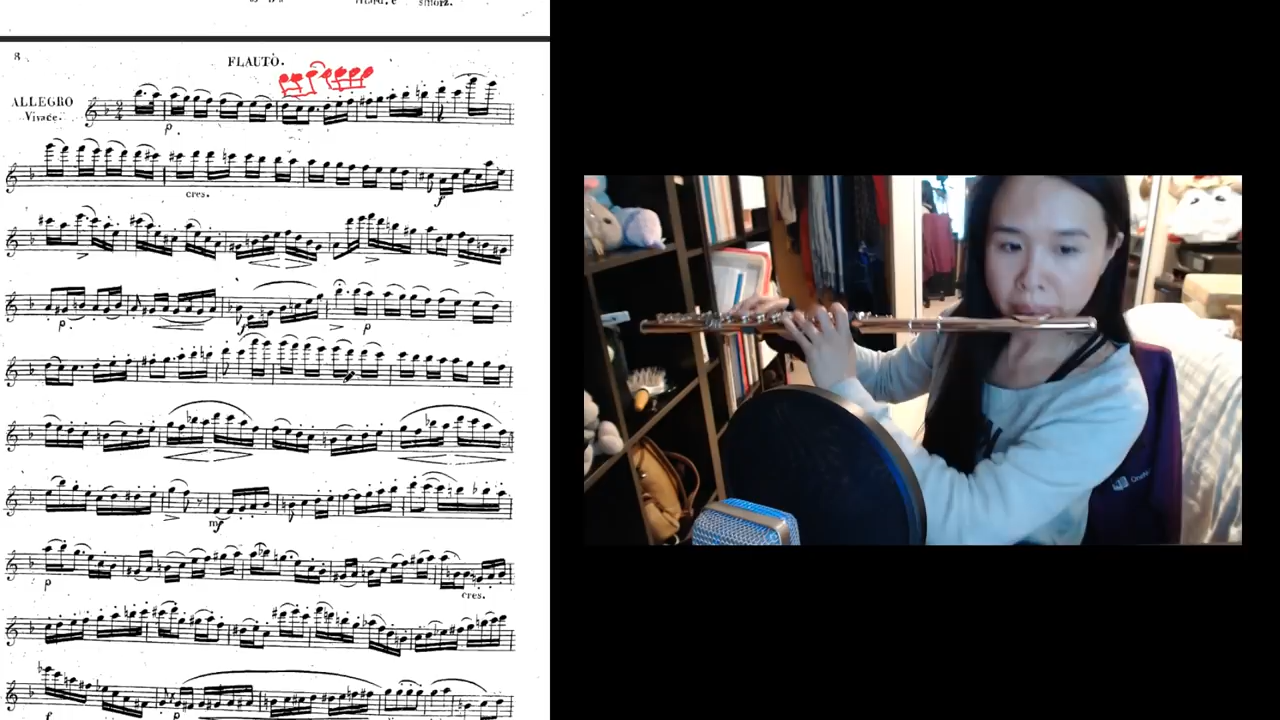 8
FLAUTO.
ALLEGRO
Vivace.
p.
cres.
f
p.
f
p
mf
p
cres.
f
p